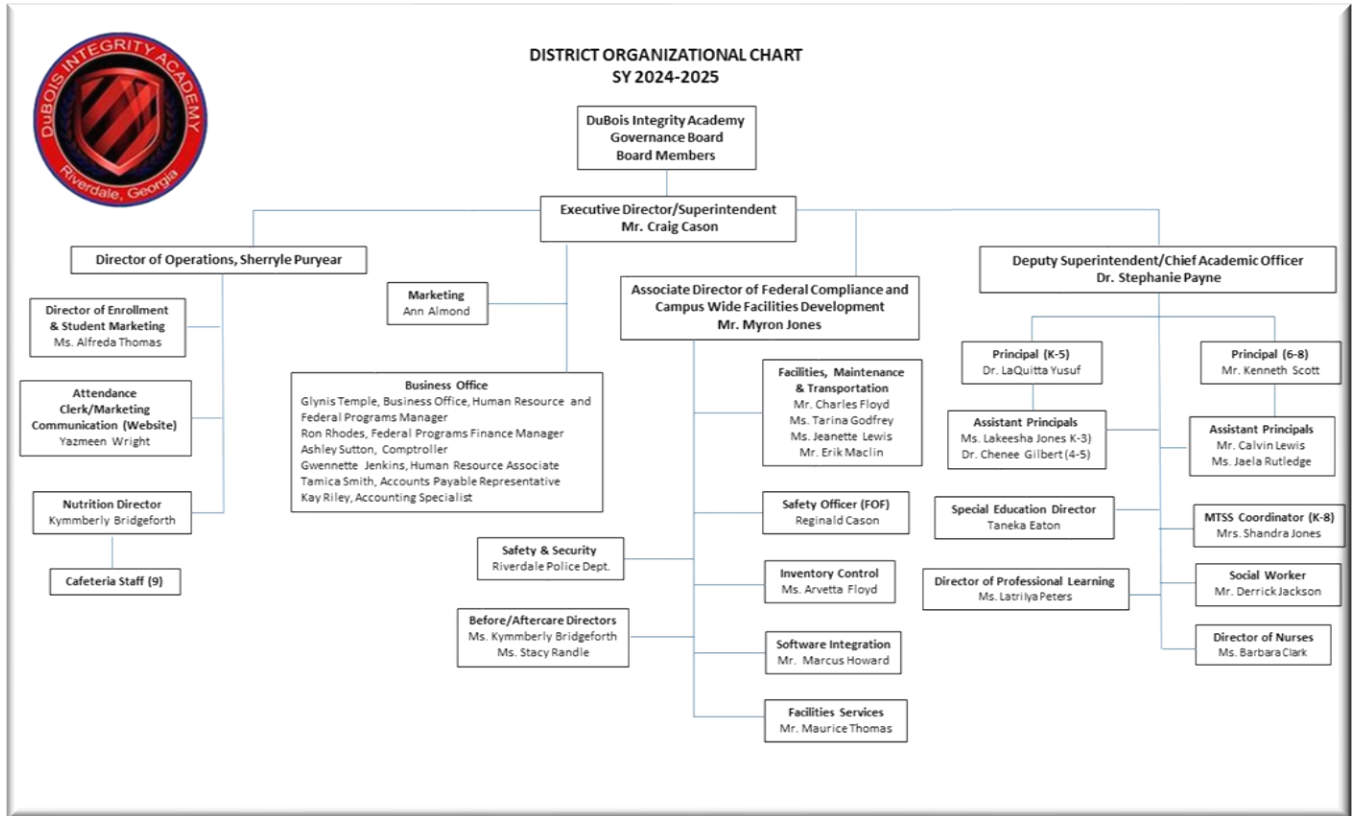 DuBOIS INTEGRITY ACADEMY
Riverdale, Georgia
DISTRICT ORGANIZATIONAL CHART
SY 2024-2025
DuBois Integrity Academy
Governance Board
Board Members
Executive Director/Superintendent
Mr. Craig Cason
Director of Operations, Sherryle Puryear
Director of Enrollment
& Student Marketing
Ms. Alfreda Thomas
Attendance
Clerk/Marketing
Communication (Website)
Yazmeen Wright
Nutrition Director
Kymmberly Bridgeforth
Cafeteria Staff (9)
Marketing
Ann Almond
Business Office
Glynis Temple, Business Office, Human Resource and
Federal Programs Manager
Ron Rhodes, Federal Programs Finance Manager
Ashley Sutton, Comptroller
Gwennette Jenkins, Human Resource Associate
Tamica Smith, Accounts Payable Representative
Kay Riley, Accounting Specialist
Associate Director of Federal Compliance and
Campus Wide Facilities Development
Mr. Myron Jones
Facilities, Maintenance
& Transportation
Mr. Charles Floyd
Ms. Tarina Godfrey
Ms. Jeanette Lewis
Mr. Erik Maclin
Safety Officer (FOF)
Reginald Cason
Safety & Security
Riverdale Police Dept.
Inventory Control
Ms. Arvetta Floyd
Before/Aftercare Directors
Ms. Kymmberly Bridgeforth
Ms. Stacy Randle
Software Integration
Mr. Marcus Howard
Facilities Services
Mr. Maurice Thomas
Deputy Superintendent/Chief Academic Officer
Dr. Stephanie Payne
Principal (K-5)
Dr. LaQuitta Yusuf
Principal (6-8)
Mr. Kenneth Scott
Assistant Principals
Ms. Lakeesha Jones K-3)
Dr. Chenee Gilbert (4-5)
Assistant Principals
Mr. Calvin Lewis
Ms. Jaela Rutledge
Special Education Director
Taneka Eaton
MTSS Coordinator (K-8)
Mrs. Shandra Jones
Director of Professional Learning
Ms. Latrilya Peters
Social Worker
Mr. Derrick Jackson
Director of Nurses
Ms. Barbara Clark